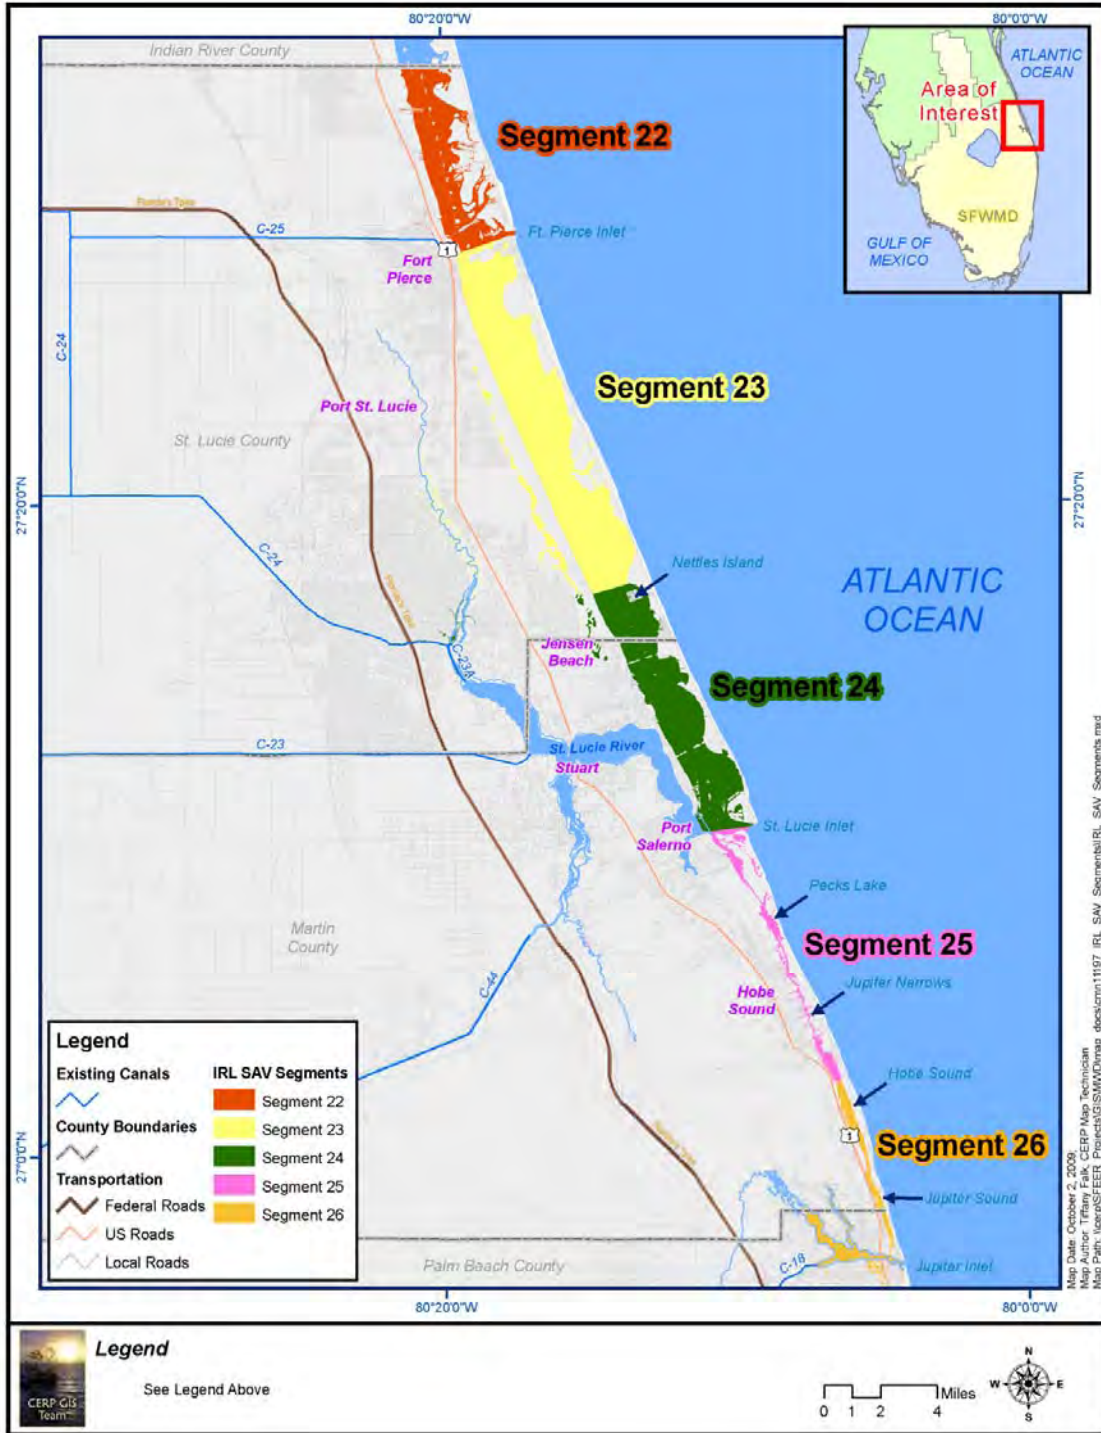 80°20'0"W
80°0'0"W
Indian River County
ATLANTIC
OCEAN
Area of
Interest
SFWMD
GULF OF
MEXICO
Segment 22
Florida's Tpke
C-25
1
Ft. Pierce Inlet
Fort
Pierce
C-24
Segment 23
Port St. Lucie
St. Lucie County
27°20'0"N
27°20'0"N
C-24
Nettles Island
ATLANTIC
OCEAN
Jensen
Beach
C-23A
Segment 24
C-23
St. Lucie River
Stuart
St. Lucie Inlet
Port
Salerno
Pecks Lake
Martin
County
Segment 25
C-44
Jupiter Narrows
Hobe
Sound
Hobe Sound
1
Segment 26
27°0'0"N
27°0'0"N
Jupiter Sound
Palm Beach County
C-18
Jupiter Inlet
Legend
Existing Canals
County Boundaries
Transportation
Federal Roads
US Roads
Local Roads
IRL SAV Segments
Segment 22
Segment 23
Segment 24
Segment 25
Segment 26
80°20'0"W
80°0'0"W
Map Date: October 2, 2009
Map Author: Tiffany Falk, CERP Map Technician
CERP GIS
Team
Legend
See Legend Above
0 1 2 4
Miles
N
W
E
S